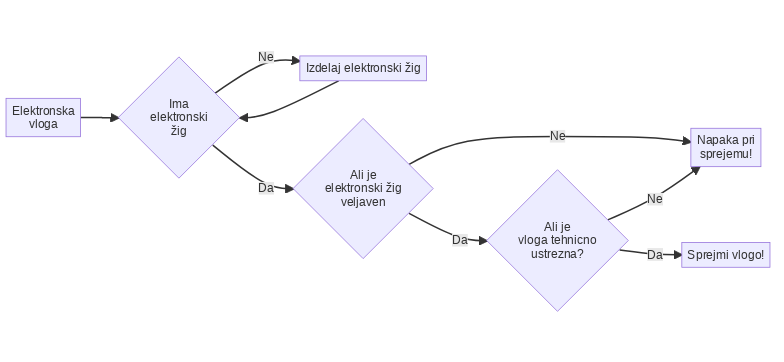 Elektronska
vloga
Ima
elektronski
žig
Ne
Izdelaj elektronski žig
Da
Ali je
elektronski žig
veljaven
Ne
Napaka pri
sprejemu!
Da
Ali je
vloga tehnicno
ustrezna?
Ne
Da
Sprejmi vlogo!